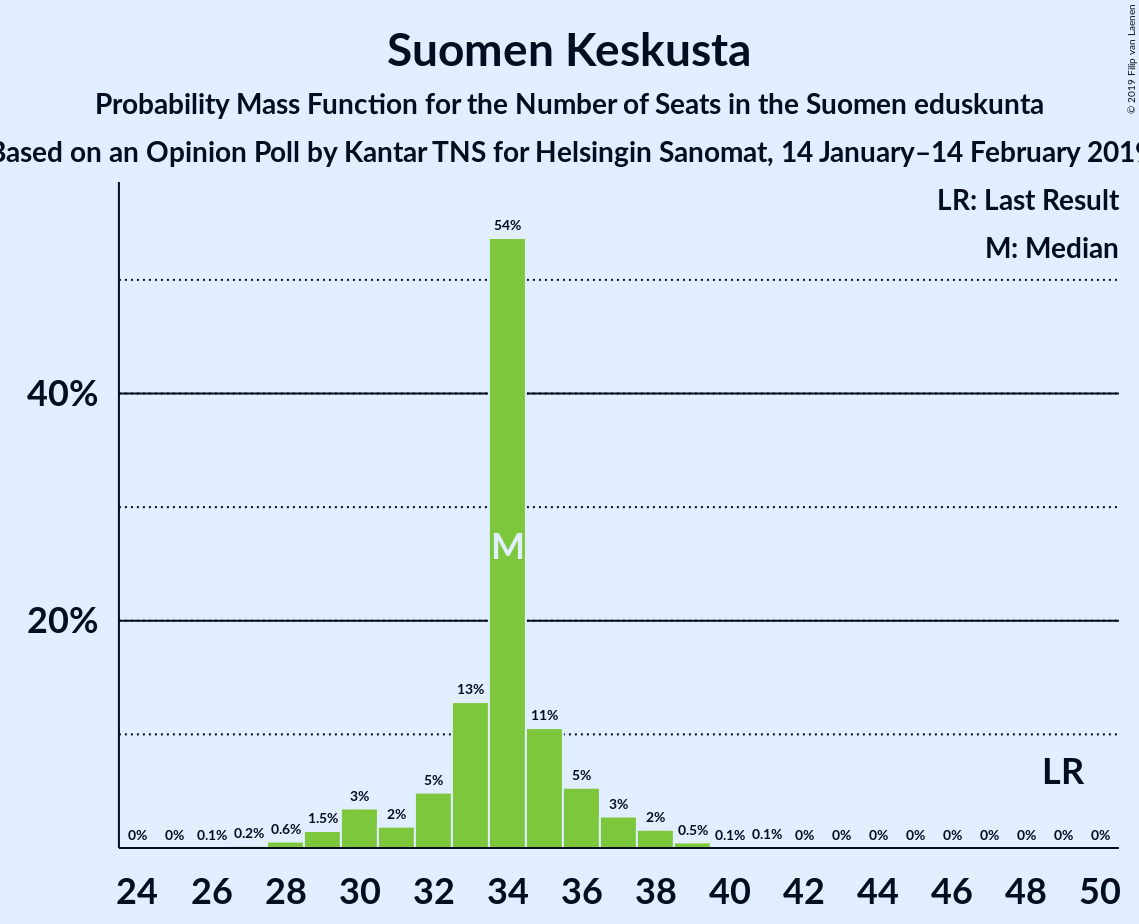 Suomen Keskusta
Probability Mass Function for the Number of Seats in the Suomen eduskunta
Based on an Opinion Poll by Kantar TNS for Helsingin Sanomat, 14 January–14 February 2019
© 2019 Filip van Laenen
LR: Last Result
M: Median
54%
40%
M
20%
13%
11%
LR
5%
5%
3%
3%
2%
2%
1.5%
0.6%
0.5%
0% 0% 0.1% 0.2% 0.1% 0.1% 0% 0% 0% 0% 0% 0% 0% 0% 0%
24 26 28 30 32 34 36 38 40 42 44 46 48 50